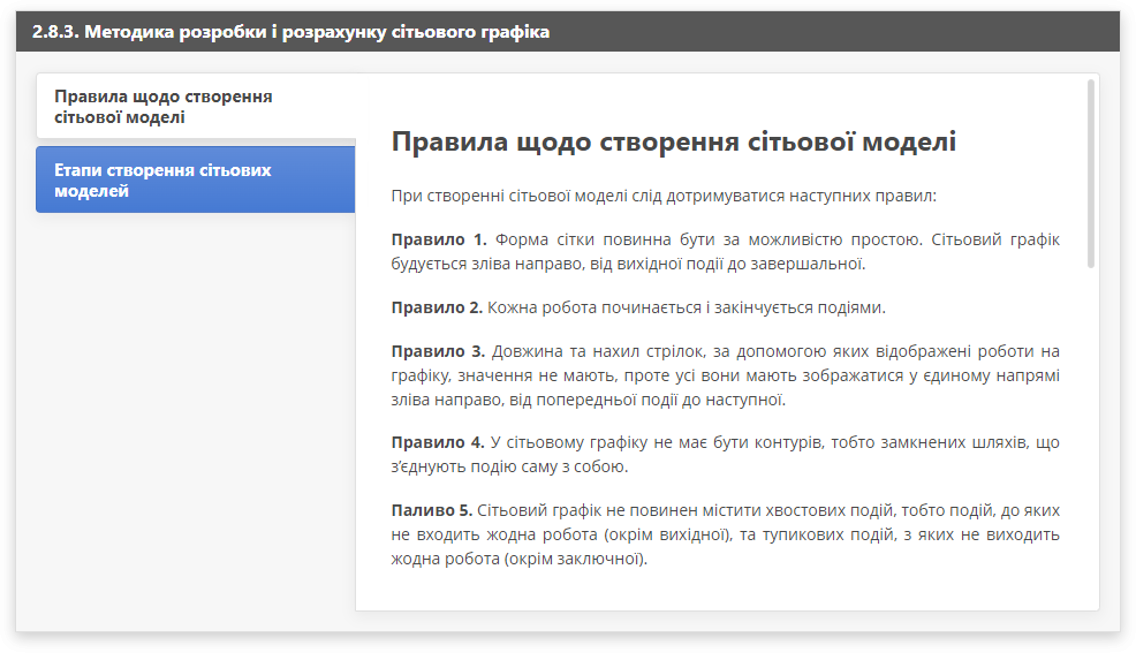 2.8.3. Методика розробки і розрахунку сітьового графіка
Правила щодо створення
сітьової моделі
Етапи створення сітьових
моделей
Правила щодо створення сітьової моделі
При створенні сітьової моделі слід дотримуватися наступних правил:
Правило 1. Форма сітки повинна бути за можливістю простою. Сітьовий графік
будується зліва направо, від вихідної події до завершальної.
Правило 2. Кожна робота починається і закінчується подіями.
Правило 3. Довжина та нахил стрілок, за допомогою яких відображені роботи на
графіку, значення не мають, проте усі вони мають зображатися у єдиному напрямі
зліва направо, від попередньої події до наступної.
Правило 4. У сітьовому графіку не має бути контурів, тобто замкнених шляхів, що
з’єднують подію саму з собою.
Паливо 5. Сітьовий графік не повинен містити хвостових подій, тобто подій, до яких
не входить жодна робота (окрім вихідної), та тупикових подій, з яких не виходить
жодна робота (окрім заключної).